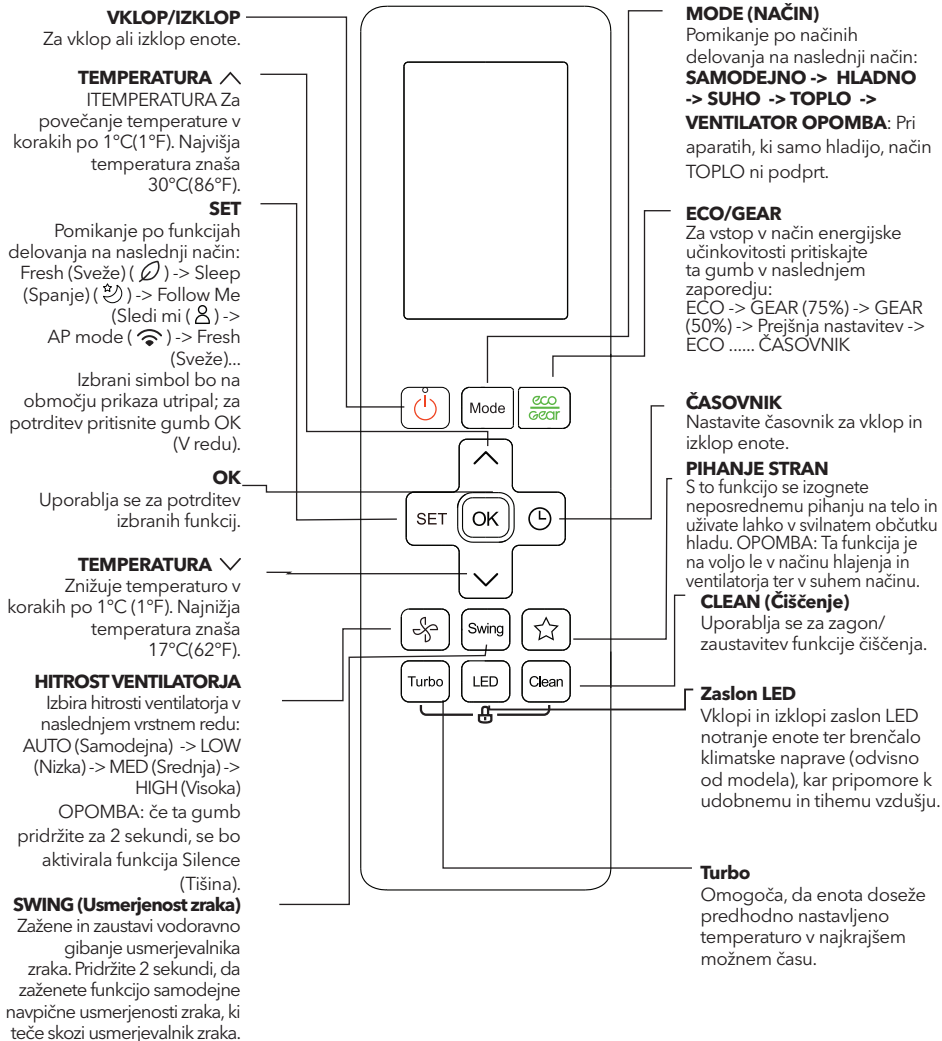 VKLOP/IZKLOP
Za vklop ali izklop enote.
TEMPERATURA
ITEMPERATURA Za
povečanje temperature v
korakih po 1°C(1°F). Najvišja
temperatura znaša
30°C(86°F).
SET
Pomikanje po funkcijah
delovanja na naslednji način:
Fresh (Sveže) ( ) -> Sleep
(Spanje) ( ) -> Follow Me
(Sledi mi ( ) ->
AP mode ( ) -> Fresh
(Sveže)...
Izbrani simbol bo na
območju prikaza utripal; za
potrditev pritisnite gumb OK
(V redu).
OK
Uporablja se za potrditev
izbranih funkcij.
TEMPERATURA
Znižuje temperaturo v
korakih po 1°C (1°F). Najnižja
temperatura znaša
17°C(62°F).
HITROST VENTILATORJA
Izbira hitrosti ventilatorja v
naslednjem vrstnem redu:
AUTO (Samodejna) -> LOW
(Nizka) -> MED (Srednja) ->
HIGH (Visoka)
OPOMBA: če ta gumb
pridržite za 2 sekundi, se bo
aktivirala funkcija Silence
(Tišina).
SWING (Usmerjenost zraka)
Zažene in zaustavi vodoravno
gibanje usmerjevalnika
zraka. Pridržite 2 sekundi, da
zaženete funkcijo samodejne
navpične usmerjenosti zraka, ki
teče skozi usmerjevalnik zraka.
Mode
eco
Gear
SET
OK
Swing
Turbo
LED
Clean
MODE (NAČIN)
Pomikanje po načinih
delovanja na naslednji način:
SAMODEJNO -> HLADNO
-> SUHO -> TOPLO ->
VENTILATOR OPOMBA: Pri
aparatih, ki samo hladijo, način
TOPLO ni podprt.
ECO/GEAR
Za vstop v način energijske
učinkovitosti pritiskajte
ta gumb v naslednjem
zaporedju:
ECO -> GEAR (75%) -> GEAR
(50%) -> Prejšnja nastavitev ->
ECO ...... ČASOVNIK
ČASOVNIK
Nastavite časovnik za vklop in
izklop enote.
PIHANJE STRAN
S to funkcijo se izognete
neposrednemu pihanju na telo in
uživate lahko v svilnatem občutku
hladu. OPOMBA: Ta funkcija je
na voljo le v načinu hlajenja in
ventilatorja ter v suhem načinu.
CLEAN (Čiščenje)
Uporablja se za zagon/
zaustavitev funkcije čiščenja.
Zaslon LED
Vklopi in izklopi zaslon LED
notranje enote ter brenčalo
klimatske naprave (odvisno
od modela), kar pripomore k
udobnemu in tihemu vzdušju.
Turbo
Omogoča, da enota doseže
predhodno nastavljeno
temperaturo v najkrajšem
možnem času.